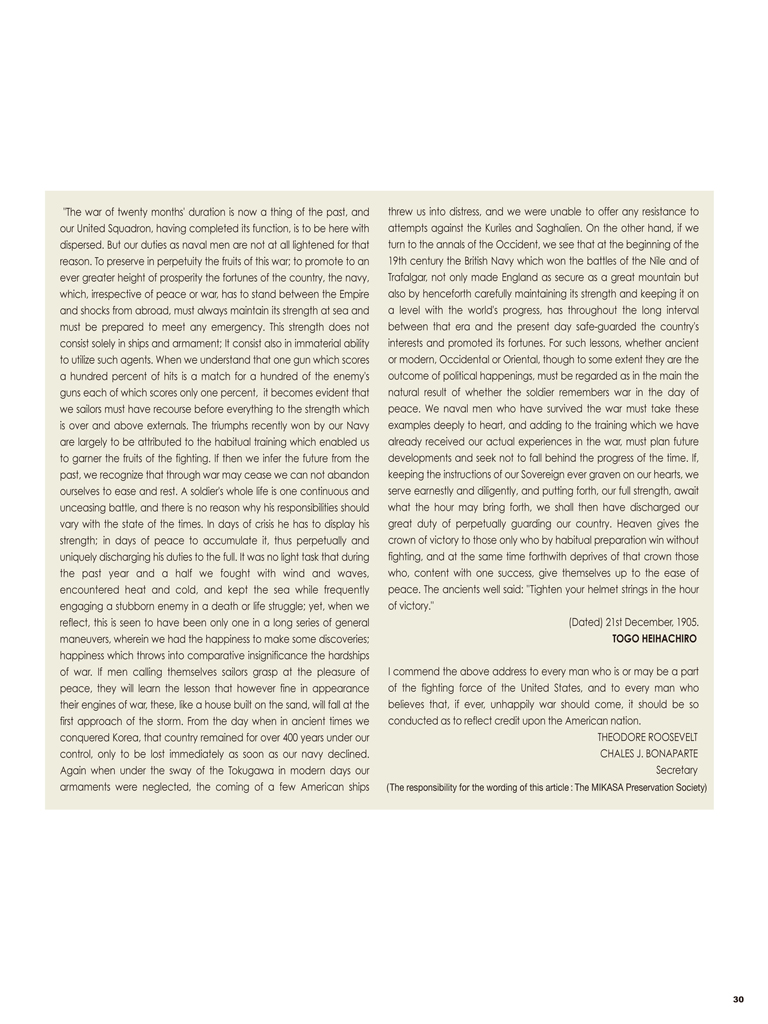 "The war of twenty months' duration is now a thing of the past, and
our United Squadron, having completed its function, is to be here with
dispersed. But our duties as naval men are not at all lightened for that
reason. To preserve in perpetuity the fruits of this war; to promote to an
ever greater height of prosperity the fortunes of the country, the navy,
which, irrespective of peace or war, has to stand between the Empire
and shocks from abroad, must always maintain its strength at sea and
must be prepared to meet any emergency. This strength does not
consist solely in ships and armament; It consist also in immaterial ability
to utilize such agents. When we understand that one gun which scores
a hundred percent of hits is a match for a hundred of the enemy's
guns each of which scores only one percent, it becomes evident that
we sailors must have recourse before everything to the strength which
is over and above externals. The triumphs recently won by our Navy
are largely to be attributed to the habitual training which enabled us
to garner the fruits of the fighting. If then we infer the future from the
past, we recognize that through war may cease we can not abandon
ourselves to ease and rest. A soldier's whole life is one continuous and
unceasing battle, and there is no reason why his responsibilities should
vary with the state of the times. In days of crisis he has to display his
strength; in days of peace to accumulate it, thus perpetually and
uniquely discharging his duties to the full. It was no light task that during
the past year and a half we fought with wind and waves,
encountered heat and cold, and kept the sea while frequently
engaging a stubborn enemy in a death or life struggle; yet, when we
reflect, this is seen to have been only one in a long series of general
maneuvers, wherein we had the happiness to make some discoveries;
happiness which throws into comparative insignificance the hardships
of war. If men calling themselves sailors grasp at the pleasure of
peace, they will learn the lesson that however fine in appearance
their engines of war, these, like a house built on the sand, will fall at the
first approach of the storm. From the day when in ancient times we
conquered Korea, that country remained for over 400 years under our
control, only to be lost immediately as soon as our navy declined.
Again when under the sway of the Tokugawa in modern days our
armaments were neglected, the coming of a few American ships
threw us into distress, and we were unable to offer any resistance to
attempts against the Kuriles and Saghalien. On the other hand, if we
turn to the annals of the Occident, we see that at the beginning of the
19th century the British Navy which won the battles of the Nile and of
Trafalgar, not only made England as secure as a great mountain but
also by henceforth carefully maintaining its strength and keeping it on
a level with the world's progress, has throughout the long interval
between that era and the present day safe-guarded the country's
interests and promoted its fortunes. For such lessons, whether ancient
or modern, Occidental or Oriental, though to some extent they are the
outcome of political happenings, must be regarded as in the main the
natural result of whether the soldier remembers war in the day of
peace. We naval men who have survived the war must take these
examples deeply to heart, and adding to the training which we have
already received our actual experiences in the war, must plan future
developments and seek not to fall behind the progress of the time. If,
keeping the instructions of our Sovereign ever graven on our hearts, we
serve earnestly and diligently, and putting forth, our full strength, await
what the hour may bring forth, we shall then have discharged our
great duty of perpetually guarding our country. Heaven gives the
crown of victory to those only who by habitual preparation win without
fighting, and at the same time forthwith deprives of that crown those
who, content with one success, give themselves up to the ease of
peace. The ancients well said: "Tighten your helmet strings in the hour
of victory."
(Dated) 21st December, 1905.
TOGO HEIHACHIRO
I commend the above address to every man who is or may be a part
of the fighting force of the United States, and to every man who
believes that, if ever, unhappily war should come, it should be so
conducted as to reflect credit upon the American nation.
THEODORE ROOSEVELT
CHALES J. BONAPARTE
Secretary
(The responsibility for the wording of this article : The MIKASA Preservation Society)
30